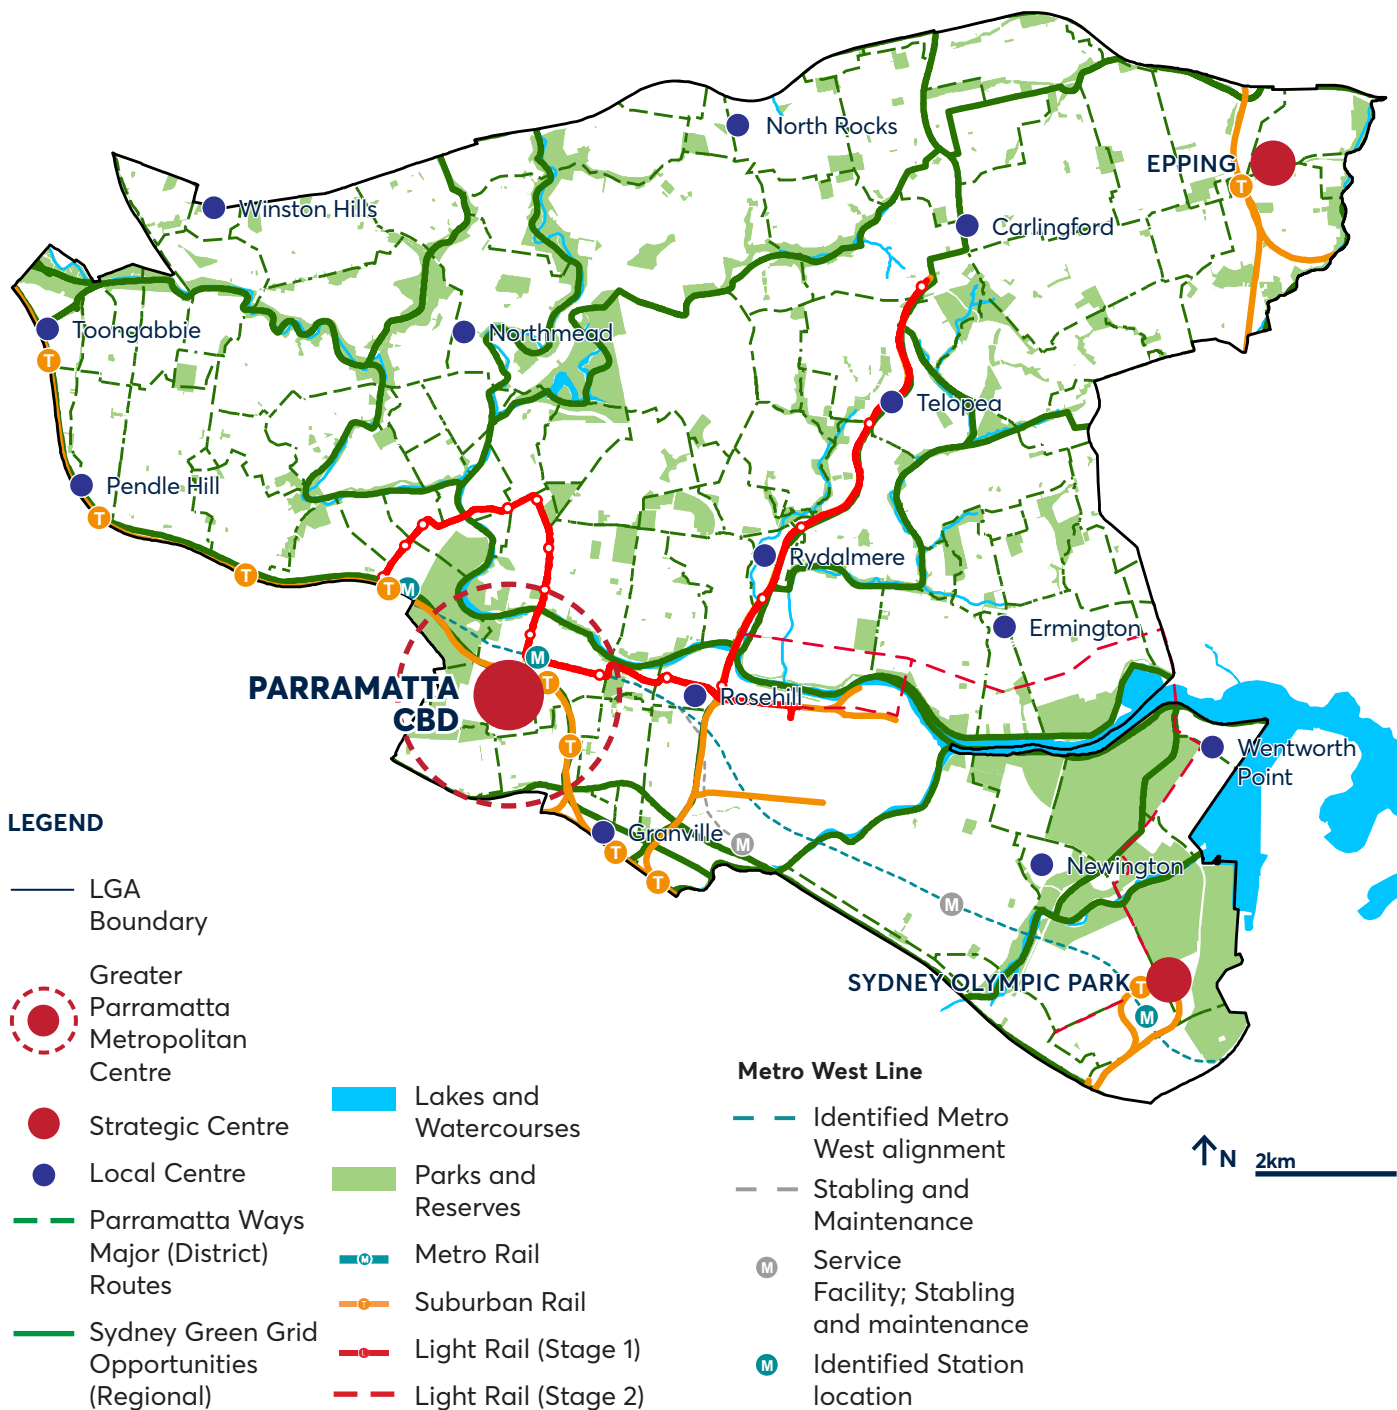 North Rocks
EPPING
T
Winston Hills
Carlingford
Toongabbie
Northmead
T
Telopea
Pendle Hill
T
T
Rydalmere
T
M
Ermington
M
PARRAMATTA
CBD
T
Rosehill
T
Wentworth
Point
Granville
M
T
T
Newington
M
SYDNEY OLYMPIC PARK
T
M
LEGEND
LGA
Boundary
Greater
Parramatta
Metropolitan
Centre
Strategic Centre
Local Centre
Parramatta Ways
Major (District)
Routes
Sydney Green Grid
Opportunities
(Regional)
Lakes and
Watercourses
Parks and
Reserves
M
Metro Rail
T
Suburban Rail
L
Light Rail (Stage 1)
Light Rail (Stage 2)
Metro West Line
Identified Metro
West alignment
Stabling and
Maintenance
M
Service
Facility; Stabling
and maintenance
M
Identified Station
location
N
2km